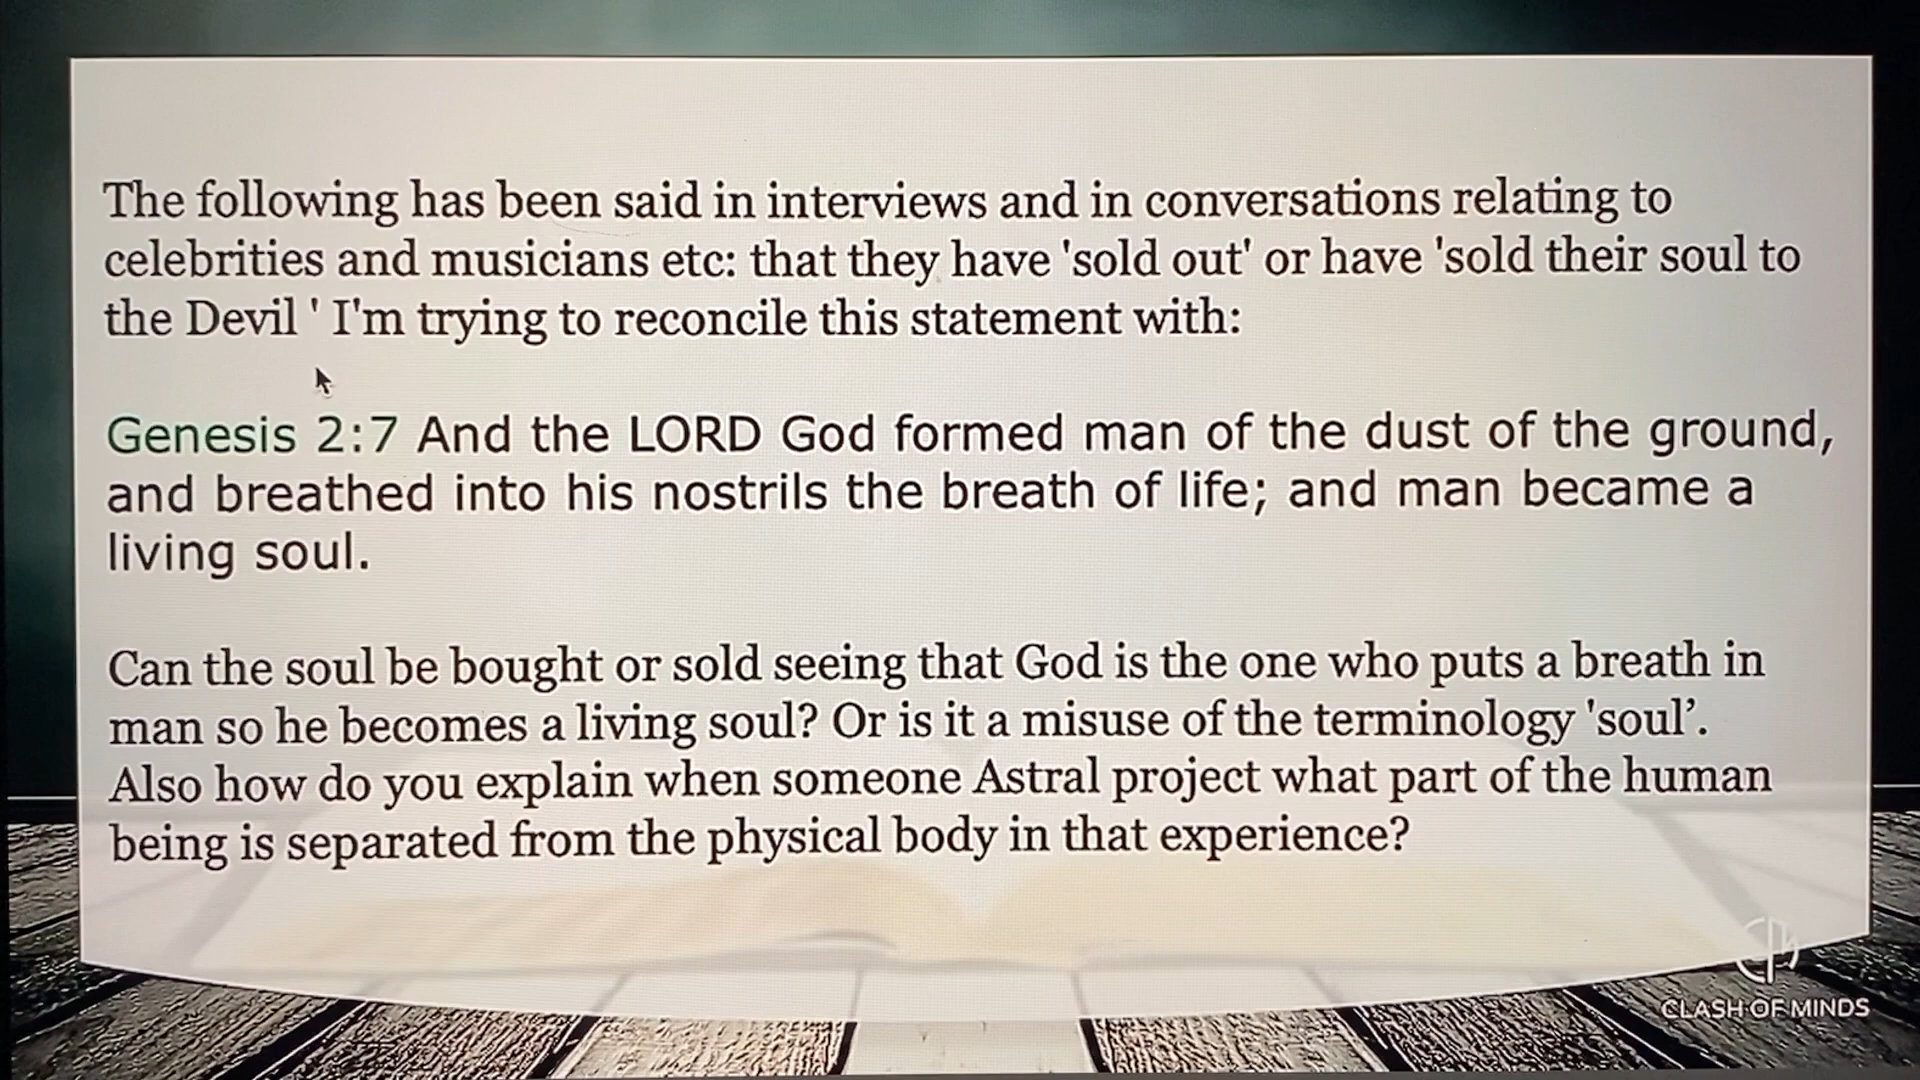 The following has been said in interviews and in conversations relating to
celebrities and musicians etc: that they have 'sold out' or have 'sold their soul to
the Devil ' I'm trying to reconcile this statement with:
Genesis 2:7 And the LORD God formed man of the dust of the ground,
and breathed into his nostrils the breath of life; and man became a
living soul.
Can the soul be bought or sold seeing that God is the one who puts a breath in
man so he becomes a living soul? Or is it a misuse of the terminology 'soul’.
Also how do you explain when someone Astral project what part of the human
being is separated from the physical body in that experience?
CLASH OF MINDS